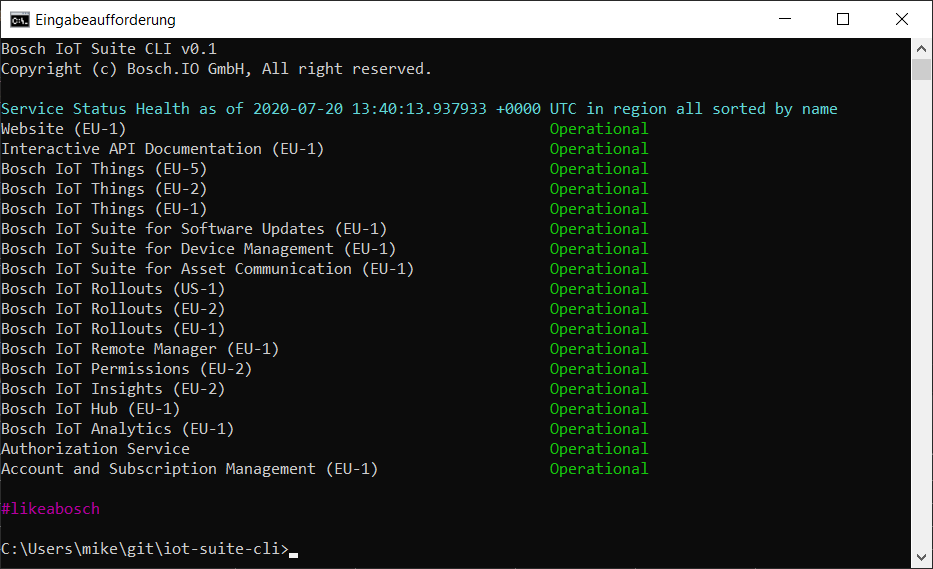 Eingabeaufforderung
Bosch IoT Suite CLI v0.1
Copyright (c) Bosch.IO GmbH, All right reserved.
Service Status Health as of 2020-07-20 13:40:13.937933 +0000 UTC in region all sorted by name
Website (EU-1) Operational
Interactive API Documentation (EU-1) Operational
Bosch IoT Things (EU-5) Operational
Bosch IoT Things (EU-2) Operational
Bosch IoT Things (EU-1) Operational
Bosch IoT Suite for Software Updates (EU-1) Operational
Bosch IoT Suite for Device Management (EU-1) Operational
Bosch IoT Suite for Asset Communication (EU-1) Operational
Bosch IoT Rollouts (US-1) Operational
Bosch IoT Rollouts (EU-2) Operational
Bosch IoT Rollouts (EU-1) Operational
Bosch IoT Remote Manager (EU-1) Operational
Bosch IoT Permissions (EU-2) Operational
Bosch IoT Insights (EU-2) Operational
Bosch IoT Hub (EU-1) Operational
Bosch IoT Analytics (EU-1) Operational
Authorization Service Operational
Account and Subscription Management (EU-1) Operational
#likeabosch
C:\Users\mike\git\iot-suite-cli>